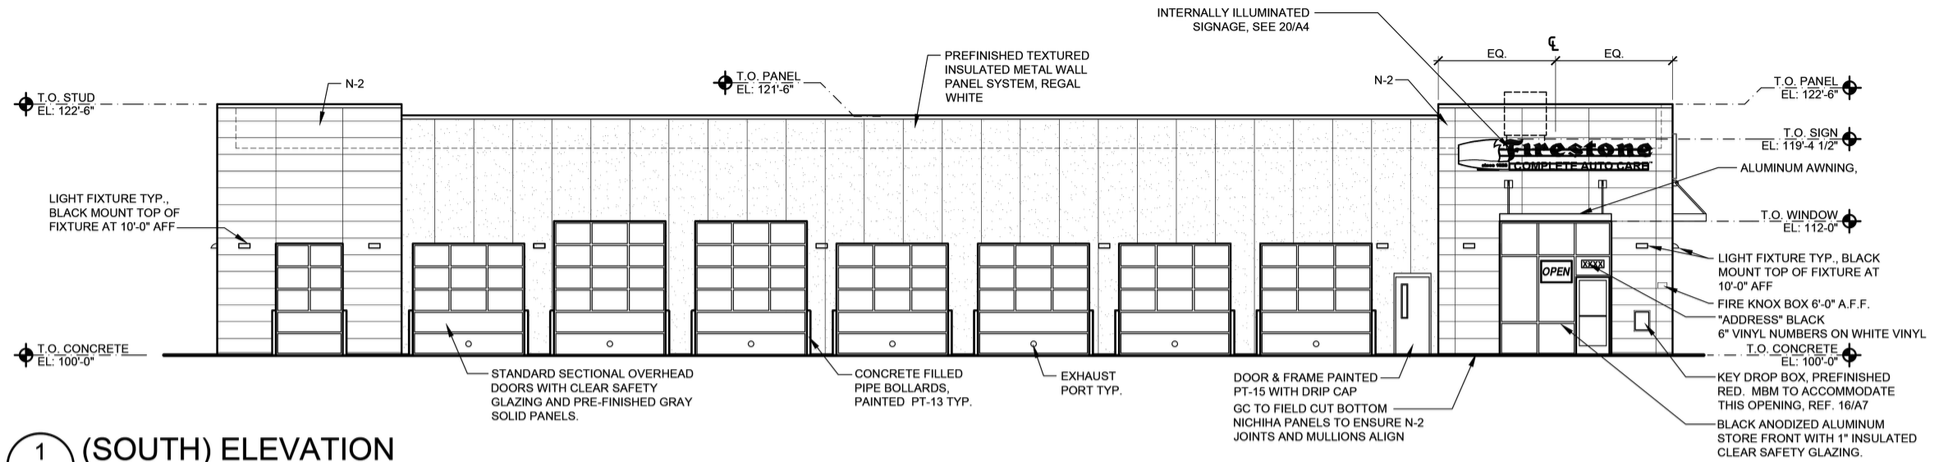 INTERNALLY ILLUMINATED
SIGNAGE, SEE 20/A4
℄
EQ.
EQ.
PREFINISHED TEXTURED
INSULATED METAL WALL
PANEL SYSTEM, REGAL
WHITE
T.O. PANEL
EL: 121'-6"
N-2
N-2
T.O. STUD
EL: 122'-6"
T.O. PANEL
EL: 122'-6"
T.O. SIGN
EL: 119'-4 1/2"
Firestone
COMPLETE AUTO CARE
ALUMINUM AWNING,
LIGHT FIXTURE TYP.,
BLACK MOUNT TOP OF
FIXTURE AT 10'-0" AFF
T.O. WINDOW
EL: 112'-0"
LIGHT FIXTURE TYP., BLACK
MOUNT TOP OF FIXTURE AT
10'-0" AFF
OPEN
XXXX
FIRE KNOX BOX 6'-0" A.F.F.
"ADDRESS" BLACK
6" VINYL NUMBERS ON WHITE VINYL
T.O. CONCRETE
EL: 100'-0"
T.O. CONCRETE
EL: 100'-0"
STANDARD SECTIONAL OVERHEAD
DOORS WITH CLEAR SAFETY
GLAZING AND PRE-FINISHED GRAY
SOLID PANELS.
CONCRETE FILLED
PIPE BOLLARDS,
PAINTED PT-13 TYP.
EXHAUST
PORT TYP.
DOOR & FRAME PAINTED
PT-15 WITH DRIP CAP
GC TO FIELD CUT BOTTOM
NICHIHA PANELS TO ENSURE N-2
JOINTS AND MULLIONS ALIGN
KEY DROP BOX, PREFINISHED
RED. MBM TO ACCOMMODATE
THIS OPENING, REF. 16/A7
BLACK ANODIZED ALUMINUM
STORE FRONT WITH 1" INSULATED
CLEAR SAFETY GLAZING.
1
(SOUTH) ELEVATION